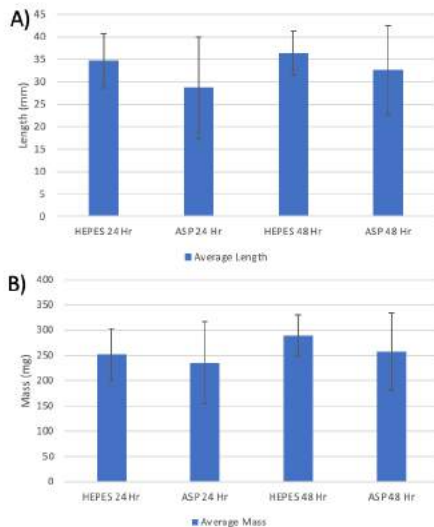 A)
45
40
35
30
25
20
15
10
5
0
Length (mm)
HEPES 24 Hr ASP 24 Hr HEPES 48 Hr ASP 48 Hr
Average Length
B)
400
350
300
250
200
150
100
50
0
Mass (mg)
HEPES 24 Hr ASP 24 Hr HEPES 48 Hr ASP 48 Hr
Average Mass